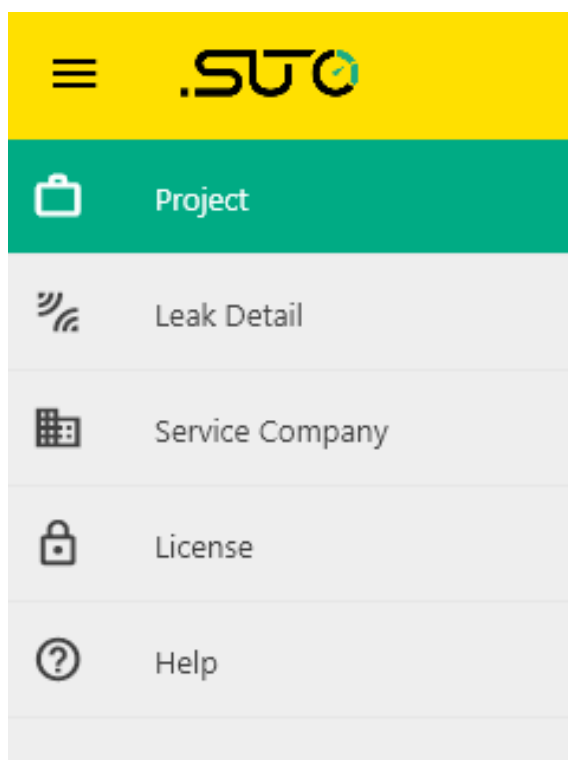 .SUTO
Project
Leak Detail
Service Company
License
Help